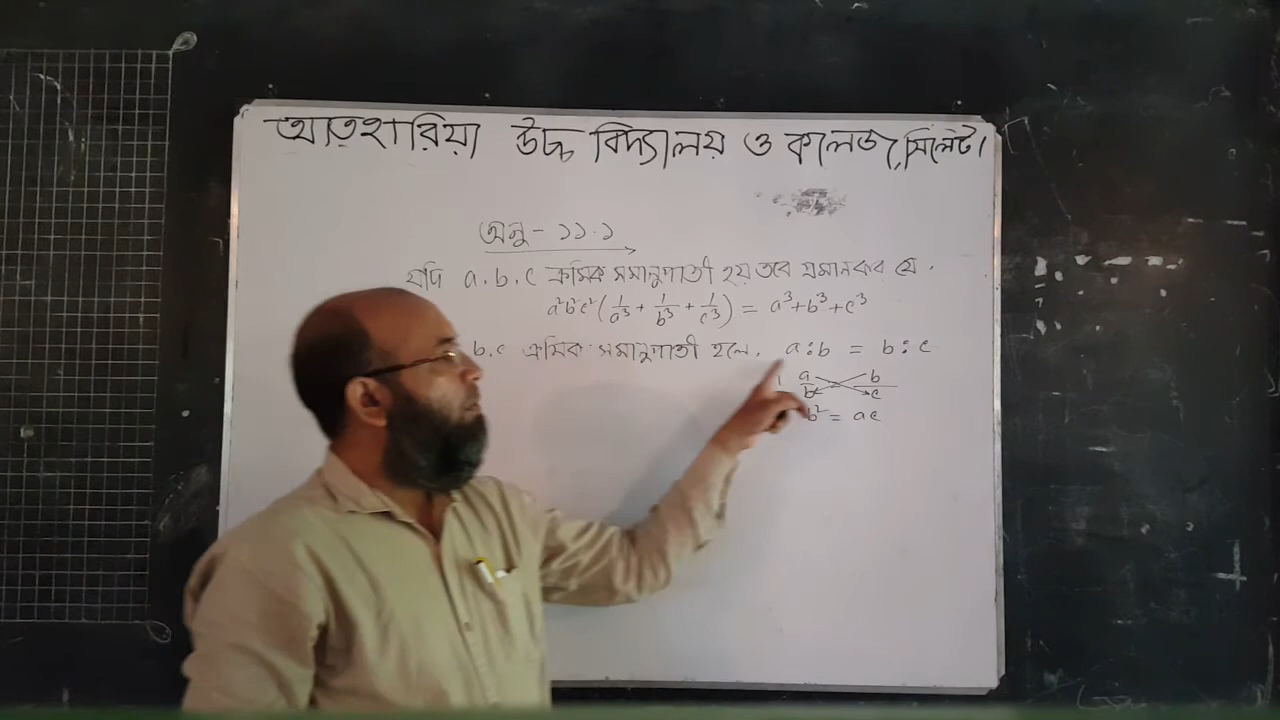 আতহারিয়া উচ্চ বিদ্যালয় ও কলেজ, সিলেট।
অনু - ১১.১
যদি a, b, c ক্রমিক সমানুপাতী হয় তবে প্রমানকর যে,
a²b²c² (1/a³ + 1/b³ + 1/c³) = a³+b³+c³
b, c ক্রমিক সমানুপাতী হলে, a:b = b:c
a/b b/c
b² = ac